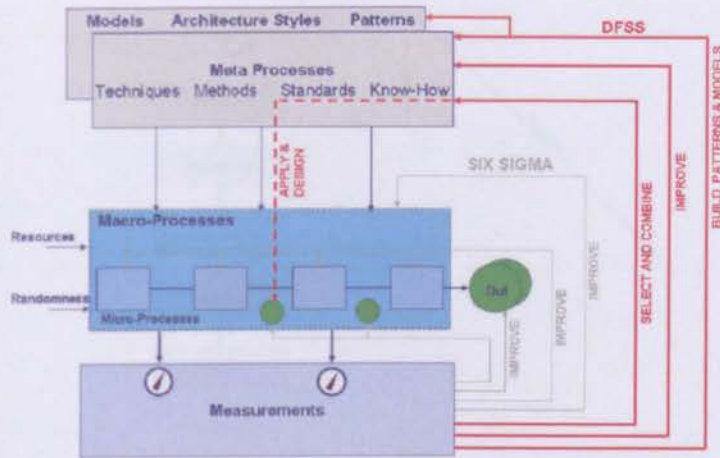 Models Architecture Styles Patterns
DFSS
Meta Processes
Techniques Methods Standards Know-How
APPLY &
DESIGN
SIX SIGMA
Macro-Processes
Resources
Randomness
Micro-Processes
Out
IMPROVE
IMPROVE
IMPROVE
SELECT AND COMBINE
IMPROVE
BUILD PATTERNS & MODELS
Measurements